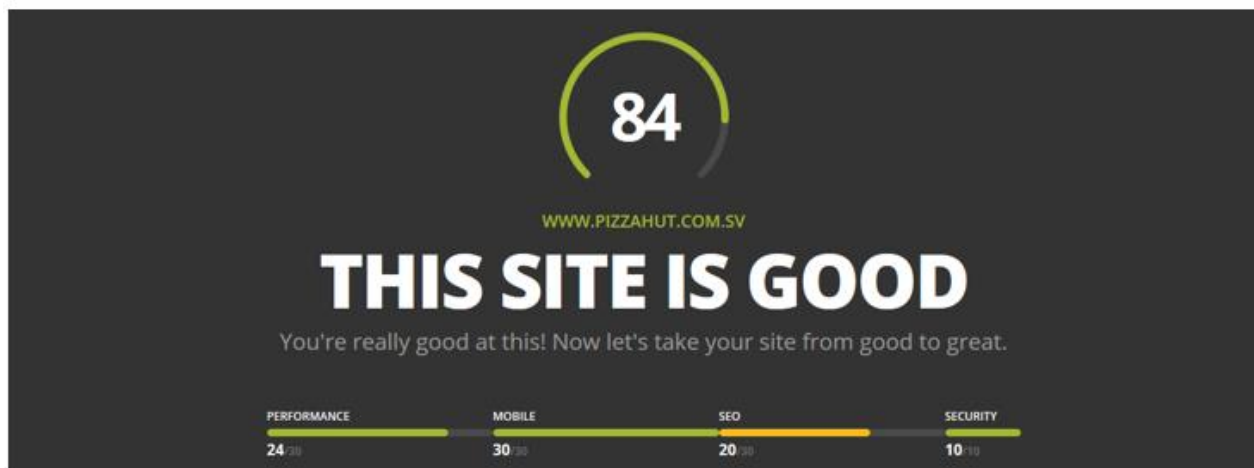 84
WWW.PIZZAHUT.COM.SV
THIS SITE IS GOOD
You're really good at this! Now let's take your site from good to great.
PERFORMANCE MOBILE SEO SECURITY
24/30 30/30 20/30 10/10